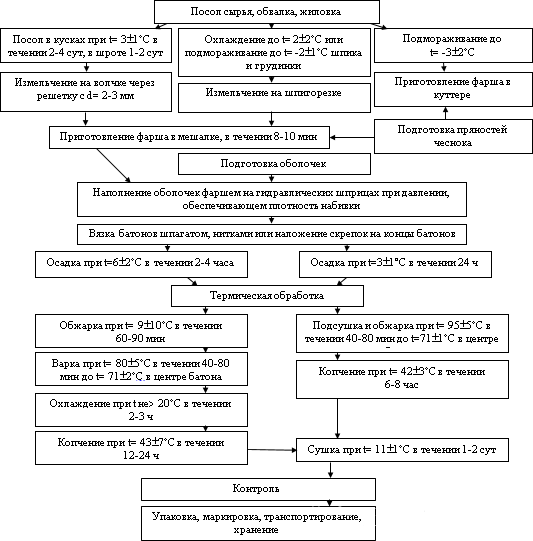 Посол сырья, обвалка, жиловка
Посол в кусках при t= 3±1°С в
течении 2-4 сут, в шроте 1-2 сут
Охлаждение до t= 2±2°С или
подмораживание до t= -2±1°С шпика
и грудинки
Подмораживание до
t= -3±2°С
Измельчение на волчке через
решетку с d= 2-3 мм
Измельчение на шпигорезке
Приготовление фарша в
куттере
Приготовление фарша в мешалке, в течении 8-10 мин
Подготовка пряностей
чеснока
Подготовка оболочек
Наполнение оболочек фаршем на гидравлических шприцах при давлении,
обеспечивающем плотность набивки
Вязка батонов шпагатом, нитками или наложение скрепок на концы батонов
Осадка при t=6±2°С в течении 2-4 часа
Осадка при t=3±1°С в течении 24 ч
Термическая обработка
Обжарка при t= 9±10°С в течении
60-90 мин
Подсушка и обжарка при t= 95±5°С в
течении 40-80 мин до t=71±1°С в центре
Варка при t= 80±5°С в течении 40-80
мин до t= 71±2°С в центре батона
Копчение при t= 42±3°С в течении
6-8 час
Охлаждение при t не> 20°С в течении
2-3 ч
Копчение при t= 43±7°С в течении
12-24 ч
Сушка при t= 11±1°С в течении 1-2 сут
Контроль
Упаковка, маркировка, транспортирование,
хранение